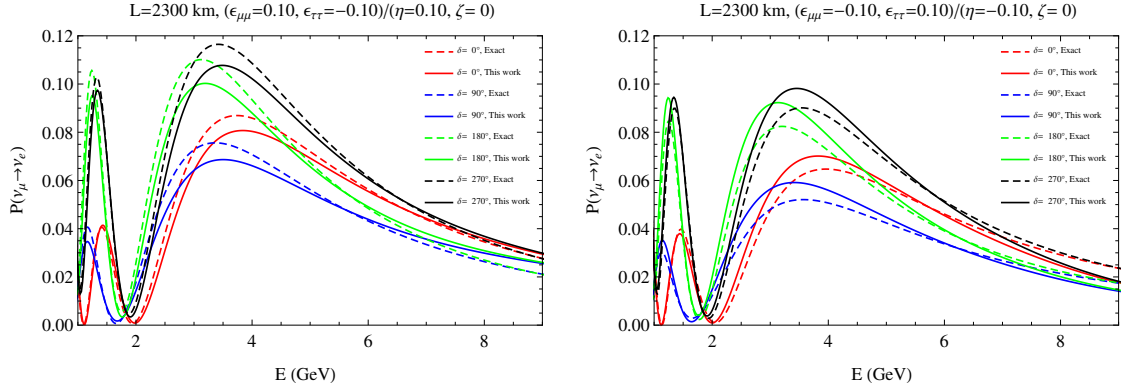 L=2300 km, (ϵμμ=0.10, ϵττ=−0.10)/(η=0.10, ζ= 0)
P(νμ→νe)
0.12
0.10
0.08
0.06
0.04
0.02
0.00
δ= 0°, Exact
δ= 0°, This work
δ= 90°, Exact
δ= 90°, This work
δ= 180°, Exact
δ= 180°, This work
δ= 270°, Exact
δ= 270°, This work
2 4 6 8
E (GeV)
L=2300 km, (ϵμμ=−0.10, ϵττ=0.10)/(η=−0.10, ζ= 0)
P(νμ→νe)
0.12
0.10
0.08
0.06
0.04
0.02
0.00
δ= 0°, Exact
δ= 0°, This work
δ= 90°, Exact
δ= 90°, This work
δ= 180°, Exact
δ= 180°, This work
δ= 270°, Exact
δ= 270°, This work
2 4 6 8
E (GeV)